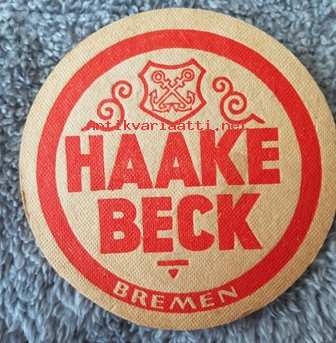 antikvariaatti.net
HAAKE
BECK
BREMEN